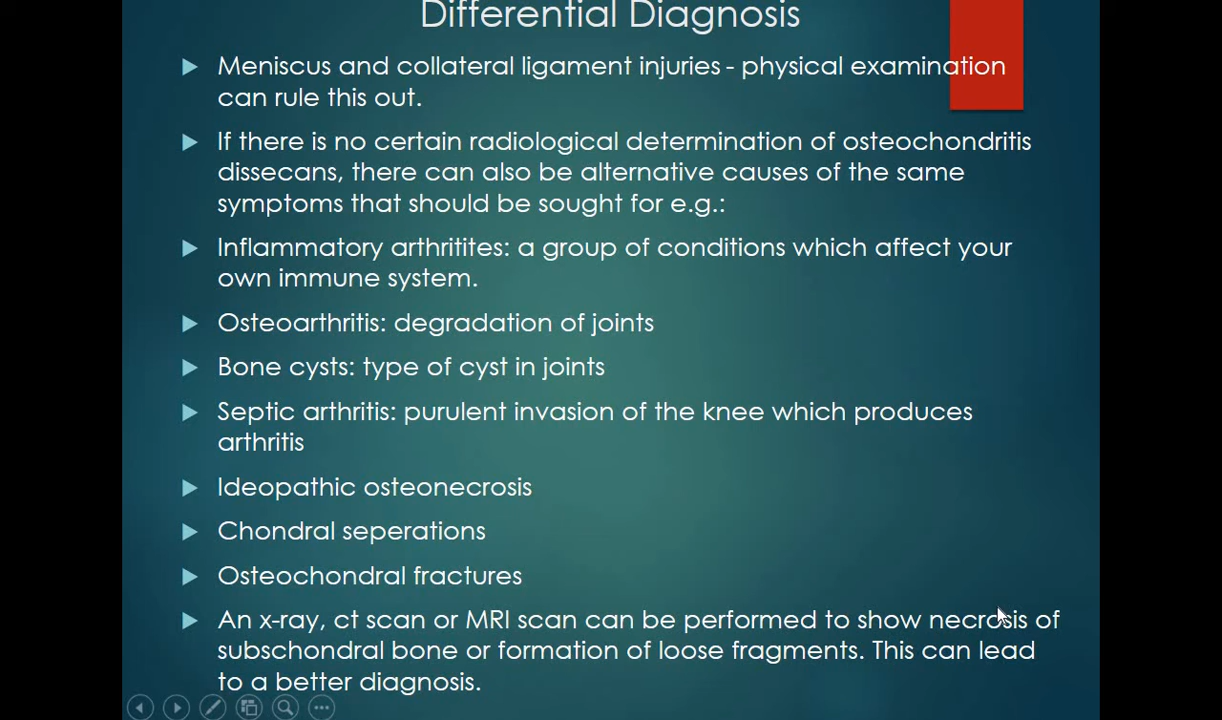 Differential Diagnosis
Meniscus and collateral ligament injuries - physical examination
can rule this out.
If there is no certain radiological determination of osteochondritis
dissecans, there can also be alternative causes of the same
symptoms that should be sought for e.g.:
Inflammatory arthritites: a group of conditions which affect your
own immune system.
Osteoarthritis: degradation of joints
Bone cysts: type of cyst in joints
Septic arthritis: purulent invasion of the knee which produces
arthritis
Ideopathic osteonecrosis
Chondral seperations
Osteochondral fractures
An x-ray, ct scan or MRI scan can be performed to show necrosis of
subschondral bone or formation of loose fragments. This can lead
to a better diagnosis.